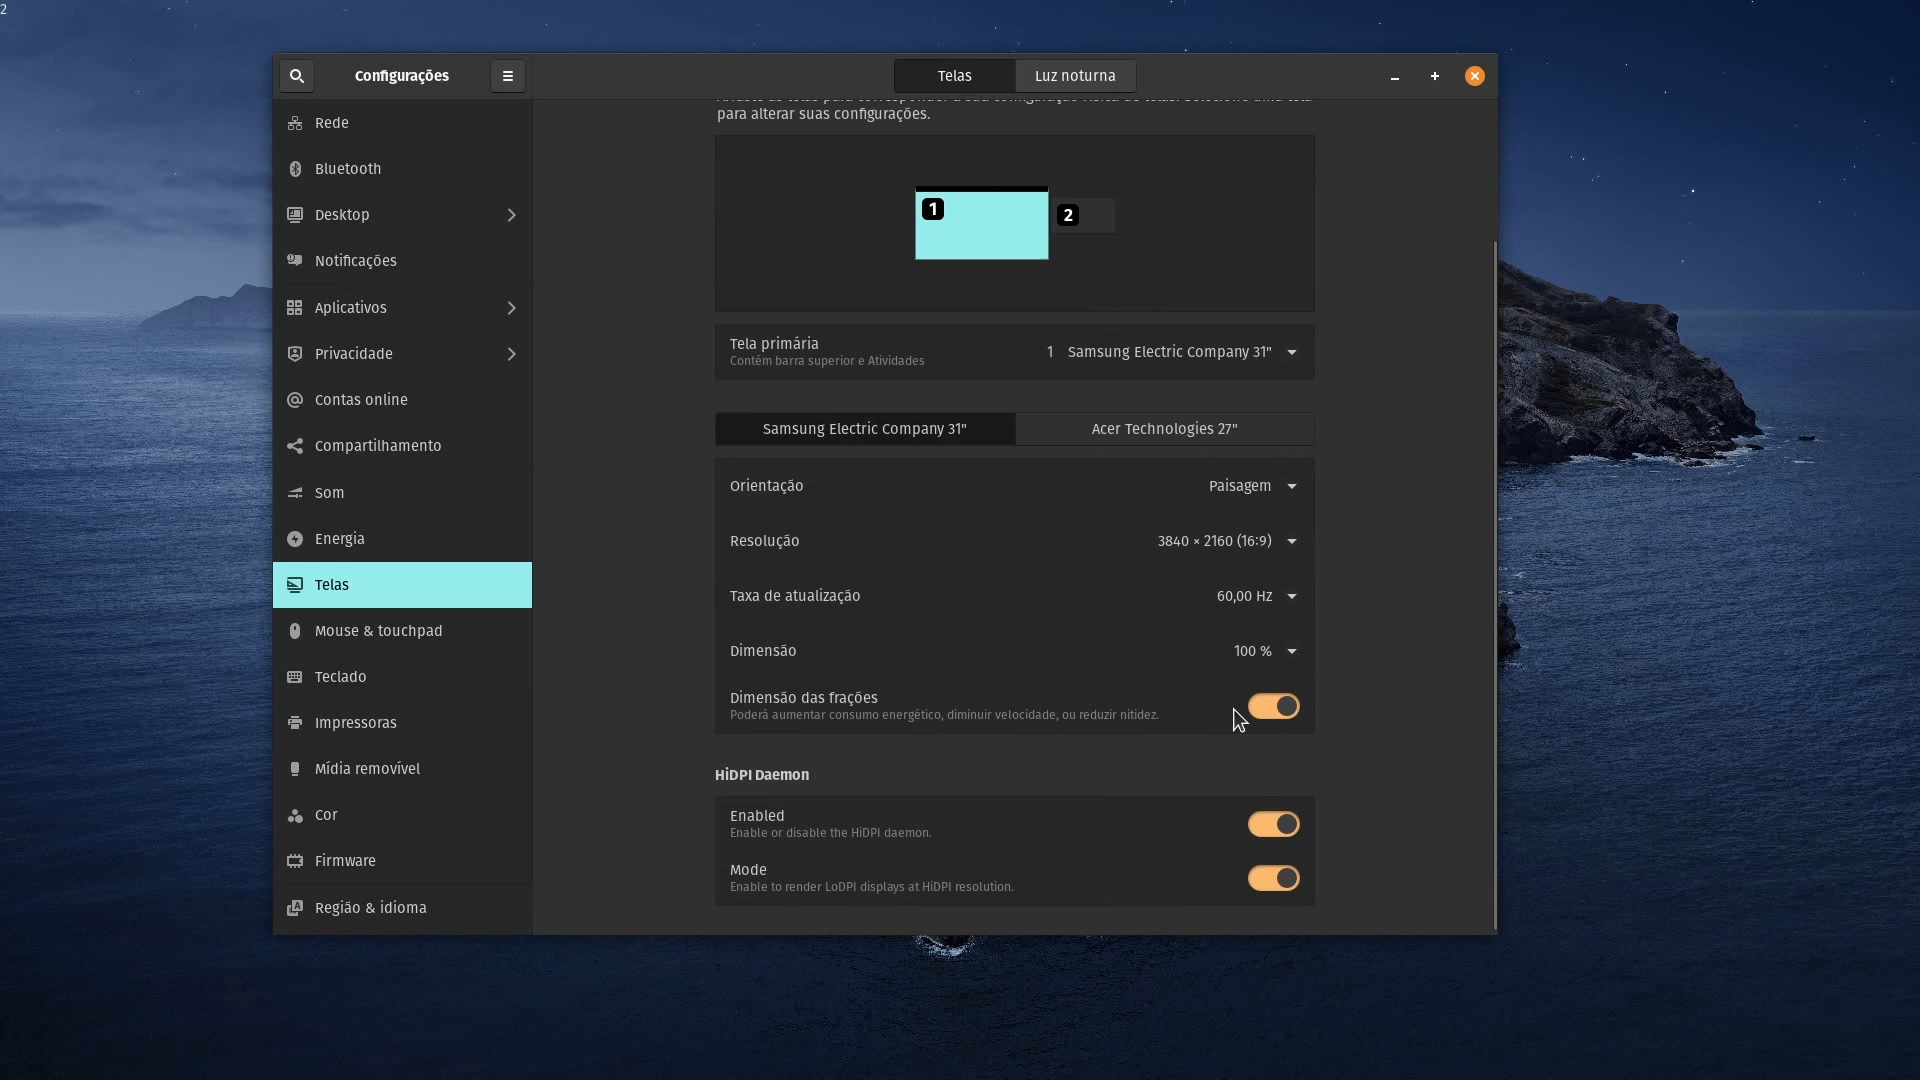 2
Configurações
Telas
Luz noturna
Rede
Bluetooth
Desktop
Notificações
Aplicativos
Privacidade
Contas online
Compartilhamento
Som
Energia
Telas
Mouse & touchpad
Teclado
Impressoras
Mídia removível
Cor
Firmware
Região & idioma
para alterar suas configurações.
1
2
Tela primária
Contém barra superior e Atividades
1 Samsung Electric Company 31"
Samsung Electric Company 31"
Acer Technologies 27"
Orientação
Paisagem
Resolução
3840 × 2160 (16:9)
Taxa de atualização
60,00 Hz
Dimensão
100 %
Dimensão das frações
Poderá aumentar consumo energético, diminuir velocidade, ou reduzir nitidez.
HiDPI Daemon
Enabled
Enable or disable the HiDPI daemon.
Mode
Enable to render LoDPI displays at HiDPI resolution.